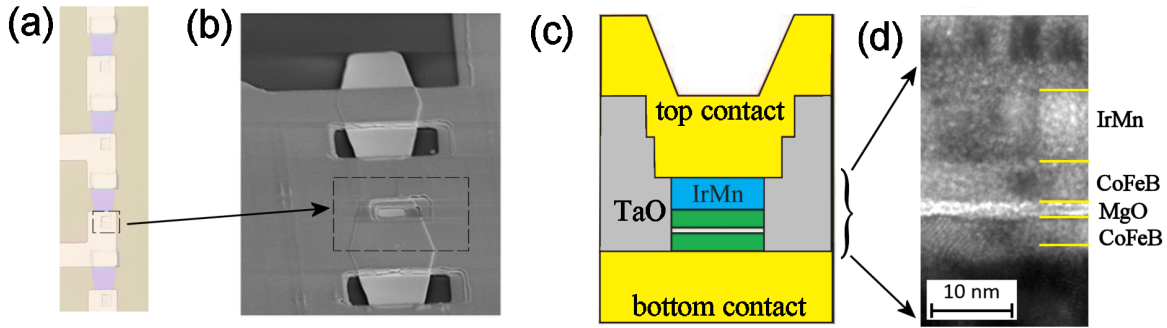 (a)
(b)
(c)
(d)
top contact
IrMn
TaO
bottom contact
IrMn
CoFeB
MgO
CoFeB
10 nm